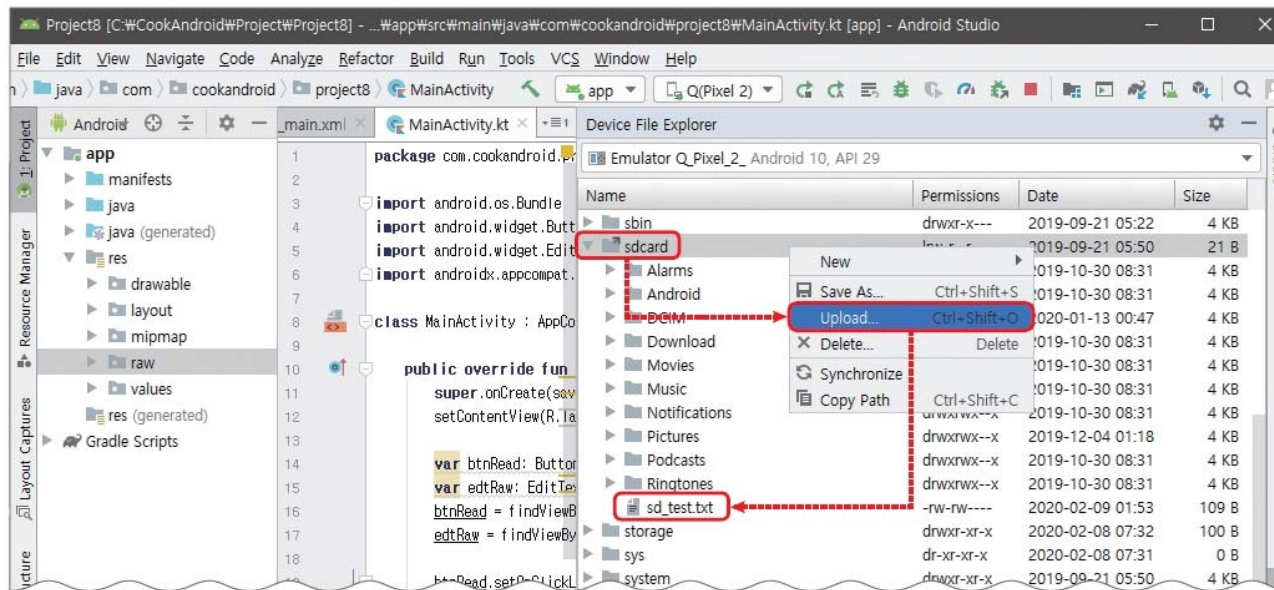 Project8 [C:₩CookAndroid₩Project₩Project8] - ...₩app₩src₩main₩java₩com₩cookandroid₩project8₩MainActivity.kt [app] - Android Studio
File Edit View Navigate Code Analyze Refactor Build Run Tools VCS Window Help
java com cookandroid project8 MainActivity app Q(Pixel 2)
1: Project
Resource Manager
Layout Captures
Android
app
manifests
java
java (generated)
res
drawable
layout
mipmap
raw
values
res (generated)
Gradle Scripts
_main.xml MainActivity.kt
1 package com.cookandroid.
2
3 import android.os.Bundle
4 import android.widget.Butt
5 import android.widget.Edit
6 import androidx.appcompat.
7
8 class MainActivity : AppCo
9
10 public override fun
11 super.onCreate(sav
12 setContentView(R.la
13
14 var btnRead: Button
15 var edtRaw: EditTex
16 btnRead = findViewB
17 edtRaw = findViewBy
18
Device File Explorer
Emulator Q_Pixel_2_ Android 10, API 29
Name Permissions Date Size
sbin drwxr-x--- 2019-09-21 05:22 4 KB
sdcard 2019-09-21 05:50 21 B
Alarms 2019-10-30 08:31 4 KB
Android 2019-10-30 08:31 4 KB
DCIM 2020-01-13 00:47 4 KB
Download 2019-10-30 08:31 4 KB
Movies 2019-10-30 08:31 4 KB
Music 2019-10-30 08:31 4 KB
Notifications drwxrwx--x 2019-10-30 08:31 4 KB
Pictures drwxrwx--x 2019-12-04 01:18 4 KB
Podcasts drwxrwx--x 2019-10-30 08:31 4 KB
Ringtones drwxrwx--x 2019-10-30 08:31 4 KB
sd_test.txt -rw-rw---- 2020-02-09 01:53 109 B
storage drwxr-xr-x 2020-02-08 07:32 100 B
sys dr-xr-xr-x 2020-02-08 07:31 0 B
system drwxr-xr-x 2019-09-21 05:50 4 KB
New
Save As... Ctrl+Shift+S
Upload... Ctrl+Shift+O
Delete... Delete
Synchronize
Copy Path Ctrl+Shift+C